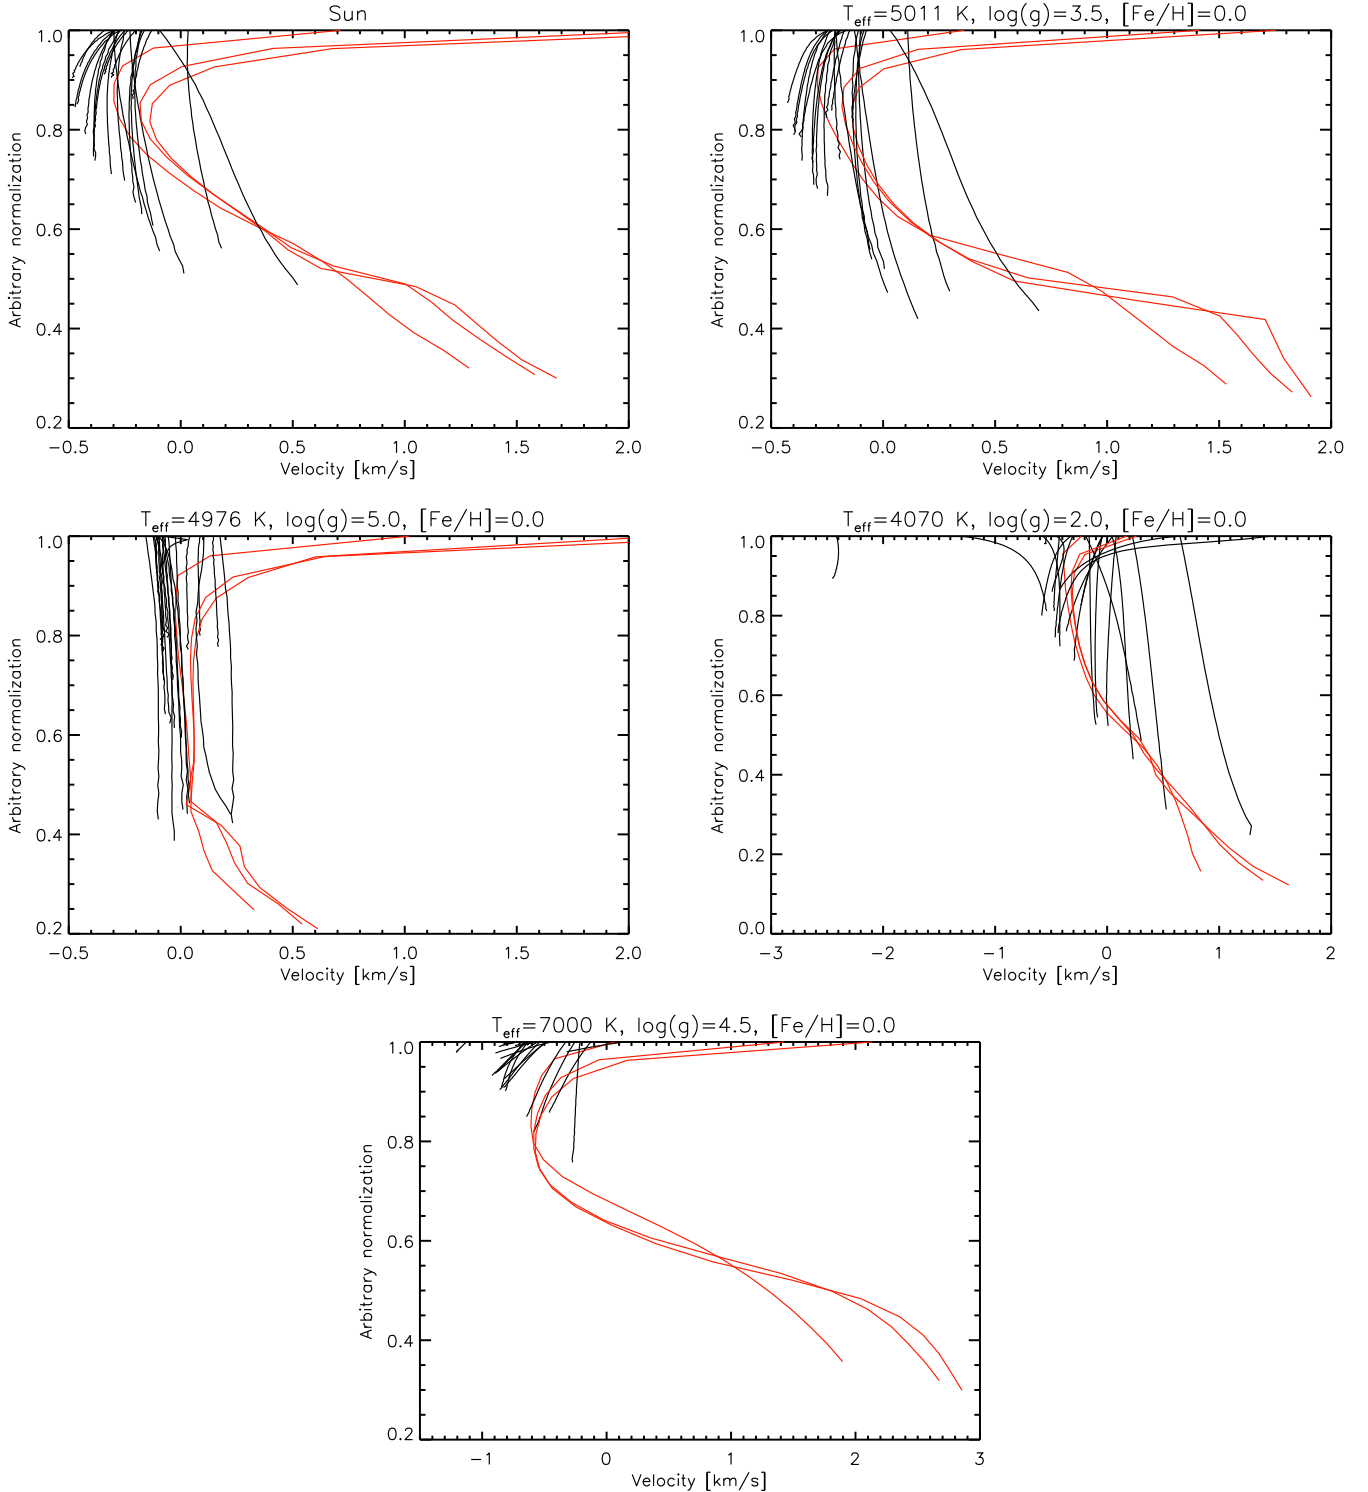 Sun
1.0
0.8
0.6
0.4
0.2
Arbitrary normalization
−0.5 0.0 0.5 1.0 1.5 2.0
Velocity [km/s]
Teff=5011 K, log(g)=3.5, [Fe/H]=0.0
1.0
0.8
0.6
0.4
0.2
Arbitrary normalization
−0.5 0.0 0.5 1.0 1.5 2.0
Velocity [km/s]
Teff=4976 K, log(g)=5.0, [Fe/H]=0.0
1.0
0.8
0.6
0.4
0.2
Arbitrary normalization
−0.5 0.0 0.5 1.0 1.5 2.0
Velocity [km/s]
Teff=4070 K, log(g)=2.0, [Fe/H]=0.0
1.0
0.8
0.6
0.4
0.2
0.0
Arbitrary normalization
−3 −2 −1 0 1 2
Velocity [km/s]
Teff=7000 K, log(g)=4.5, [Fe/H]=0.0
1.0
0.8
0.6
0.4
0.2
Arbitrary normalization
−1 0 1 2 3
Velocity [km/s]